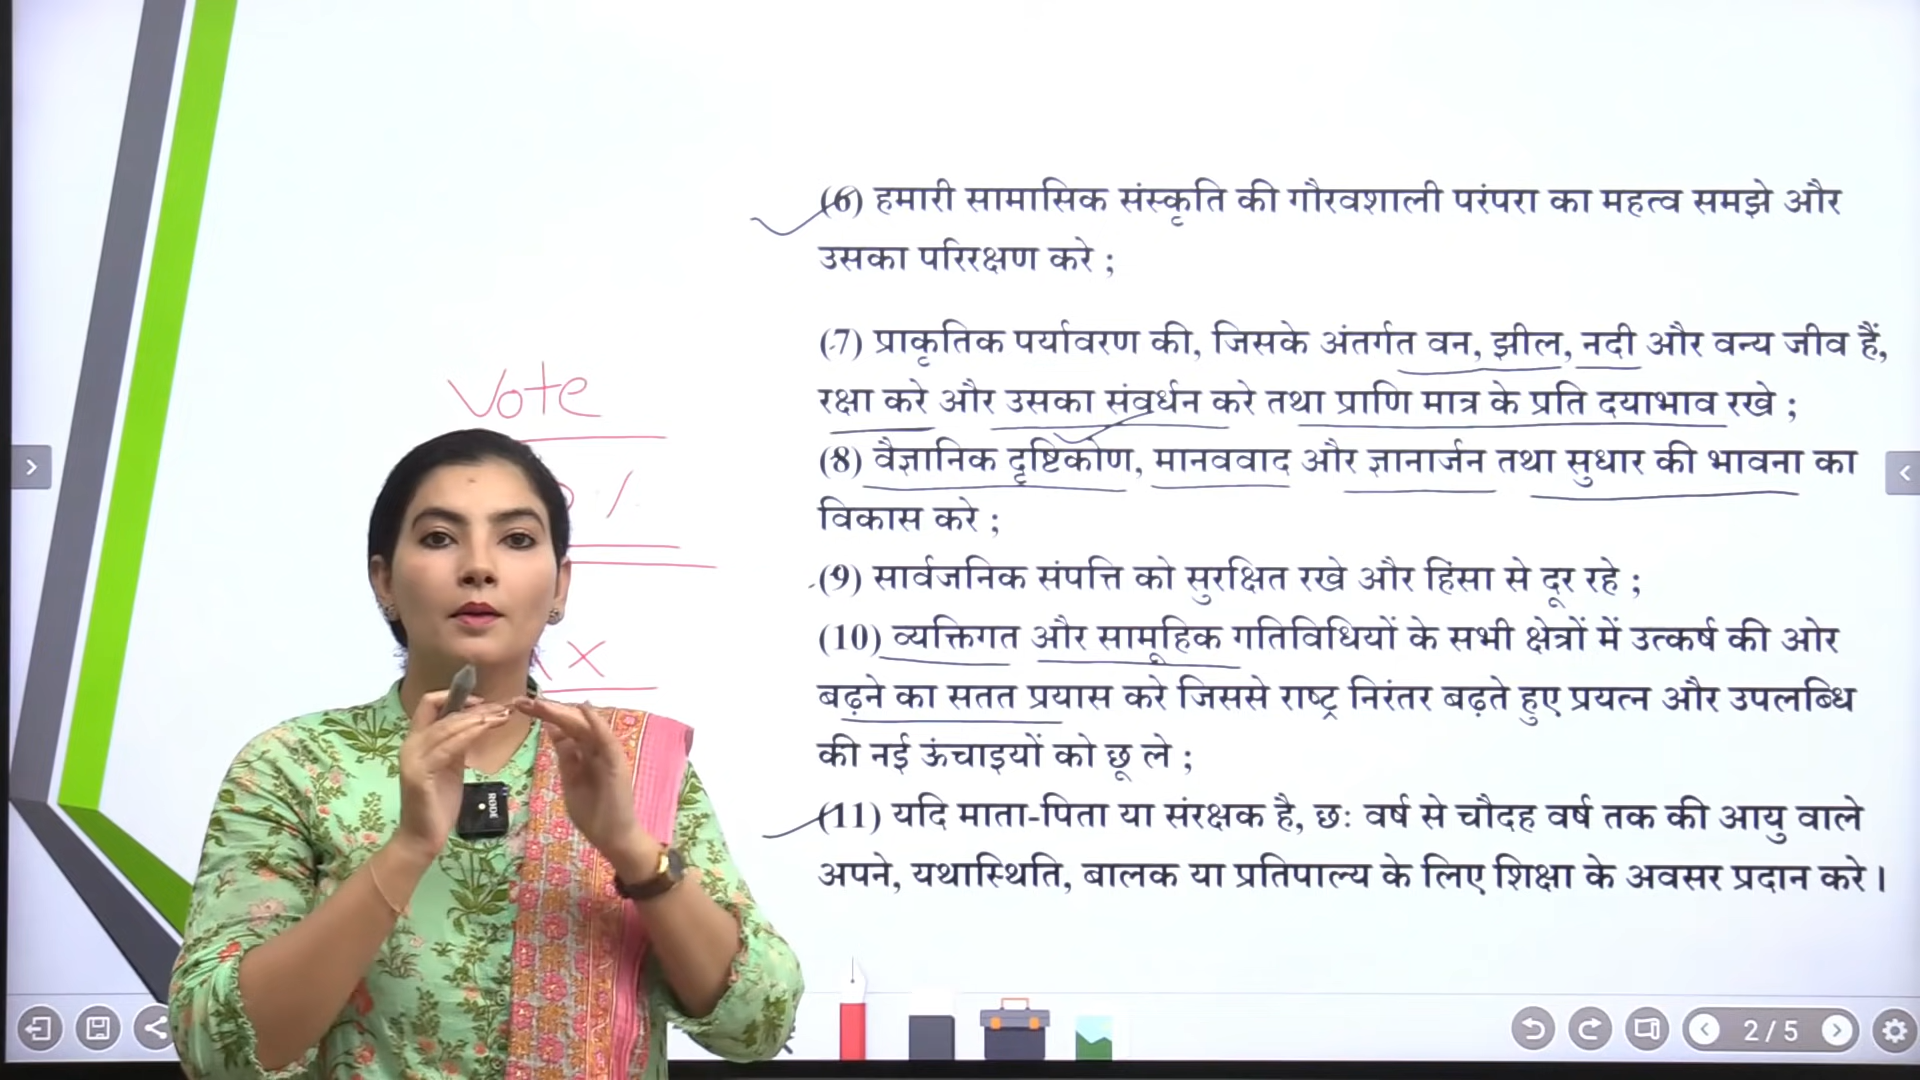 (6) हमारी सामासिक संस्कृति की गौरवशाली परंपरा का महत्व समझे और
उसका परिरक्षण करे ;
(7) प्राकृतिक पर्यावरण की, जिसके अंतर्गत वन, झील, नदी और वन्य जीव हैं,
रक्षा करे और उसका संवर्धन करे तथा प्राणि मात्र के प्रति दयाभाव रखे ;
(8) वैज्ञानिक दृष्टिकोण, मानववाद और ज्ञानार्जन तथा सुधार की भावना का
विकास करे ;
(9) सार्वजनिक संपत्ति को सुरक्षित रखे और हिंसा से दूर रहे ;
(10) व्यक्तिगत और सामूहिक गतिविधियों के सभी क्षेत्रों में उत्कर्ष की ओर
बढ़ने का सतत प्रयास करे जिससे राष्ट्र निरंतर बढ़ते हुए प्रयत्न और उपलब्धि
की नई ऊंचाइयों को छू ले ;
(11) यदि माता-पिता या संरक्षक है, छः वर्ष से चौदह वर्ष तक की आयु वाले
अपने, यथास्थिति, बालक या प्रतिपाल्य के लिए शिक्षा के अवसर प्रदान करे ।
Vote
%
x
RODE
2/5